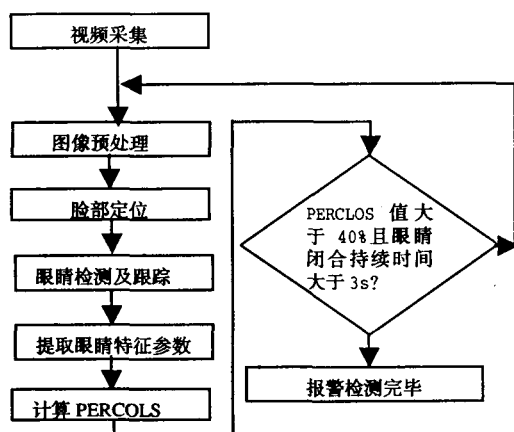 视频采集
图像预处理
脸部定位
眼睛检测及跟踪
提取眼睛特征参数
计算 PERCOLS
PERCLOS 值大
于 40%且眼睛
闭合持续时间
大于 3s?
报警检测完毕